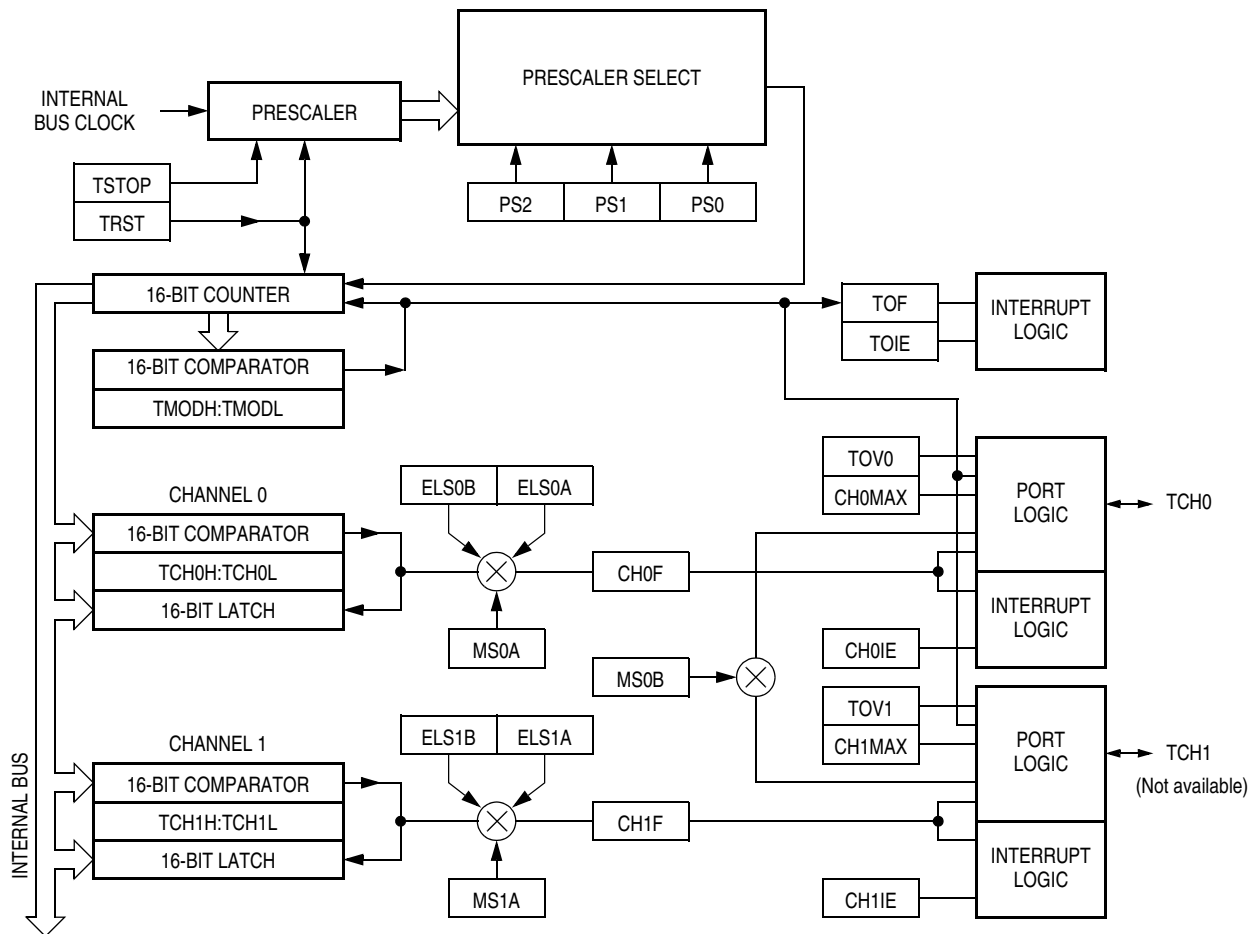 PRESCALER SELECT
INTERNAL
BUS CLOCK
PRESCALER
TSTOP
TRST
PS2
PS1
PS0
16-BIT COUNTER
TOF
TOIE
INTERRUPT
LOGIC
16-BIT COMPARATOR
TMODH:TMODL
CHANNEL 0
16-BIT COMPARATOR
TCH0H:TCH0L
16-BIT LATCH
ELS0B
ELS0A
MS0A
CH0F
TOV0
CH0MAX
PORT
LOGIC
TCH0
INTERRUPT
LOGIC
CH0IE
MS0B
CHANNEL 1
16-BIT COMPARATOR
TCH1H:TCH1L
16-BIT LATCH
ELS1B
ELS1A
MS1A
CH1F
TOV1
CH1MAX
PORT
LOGIC
TCH1
(Not available)
INTERRUPT
LOGIC
CH1IE
INTERNAL BUS